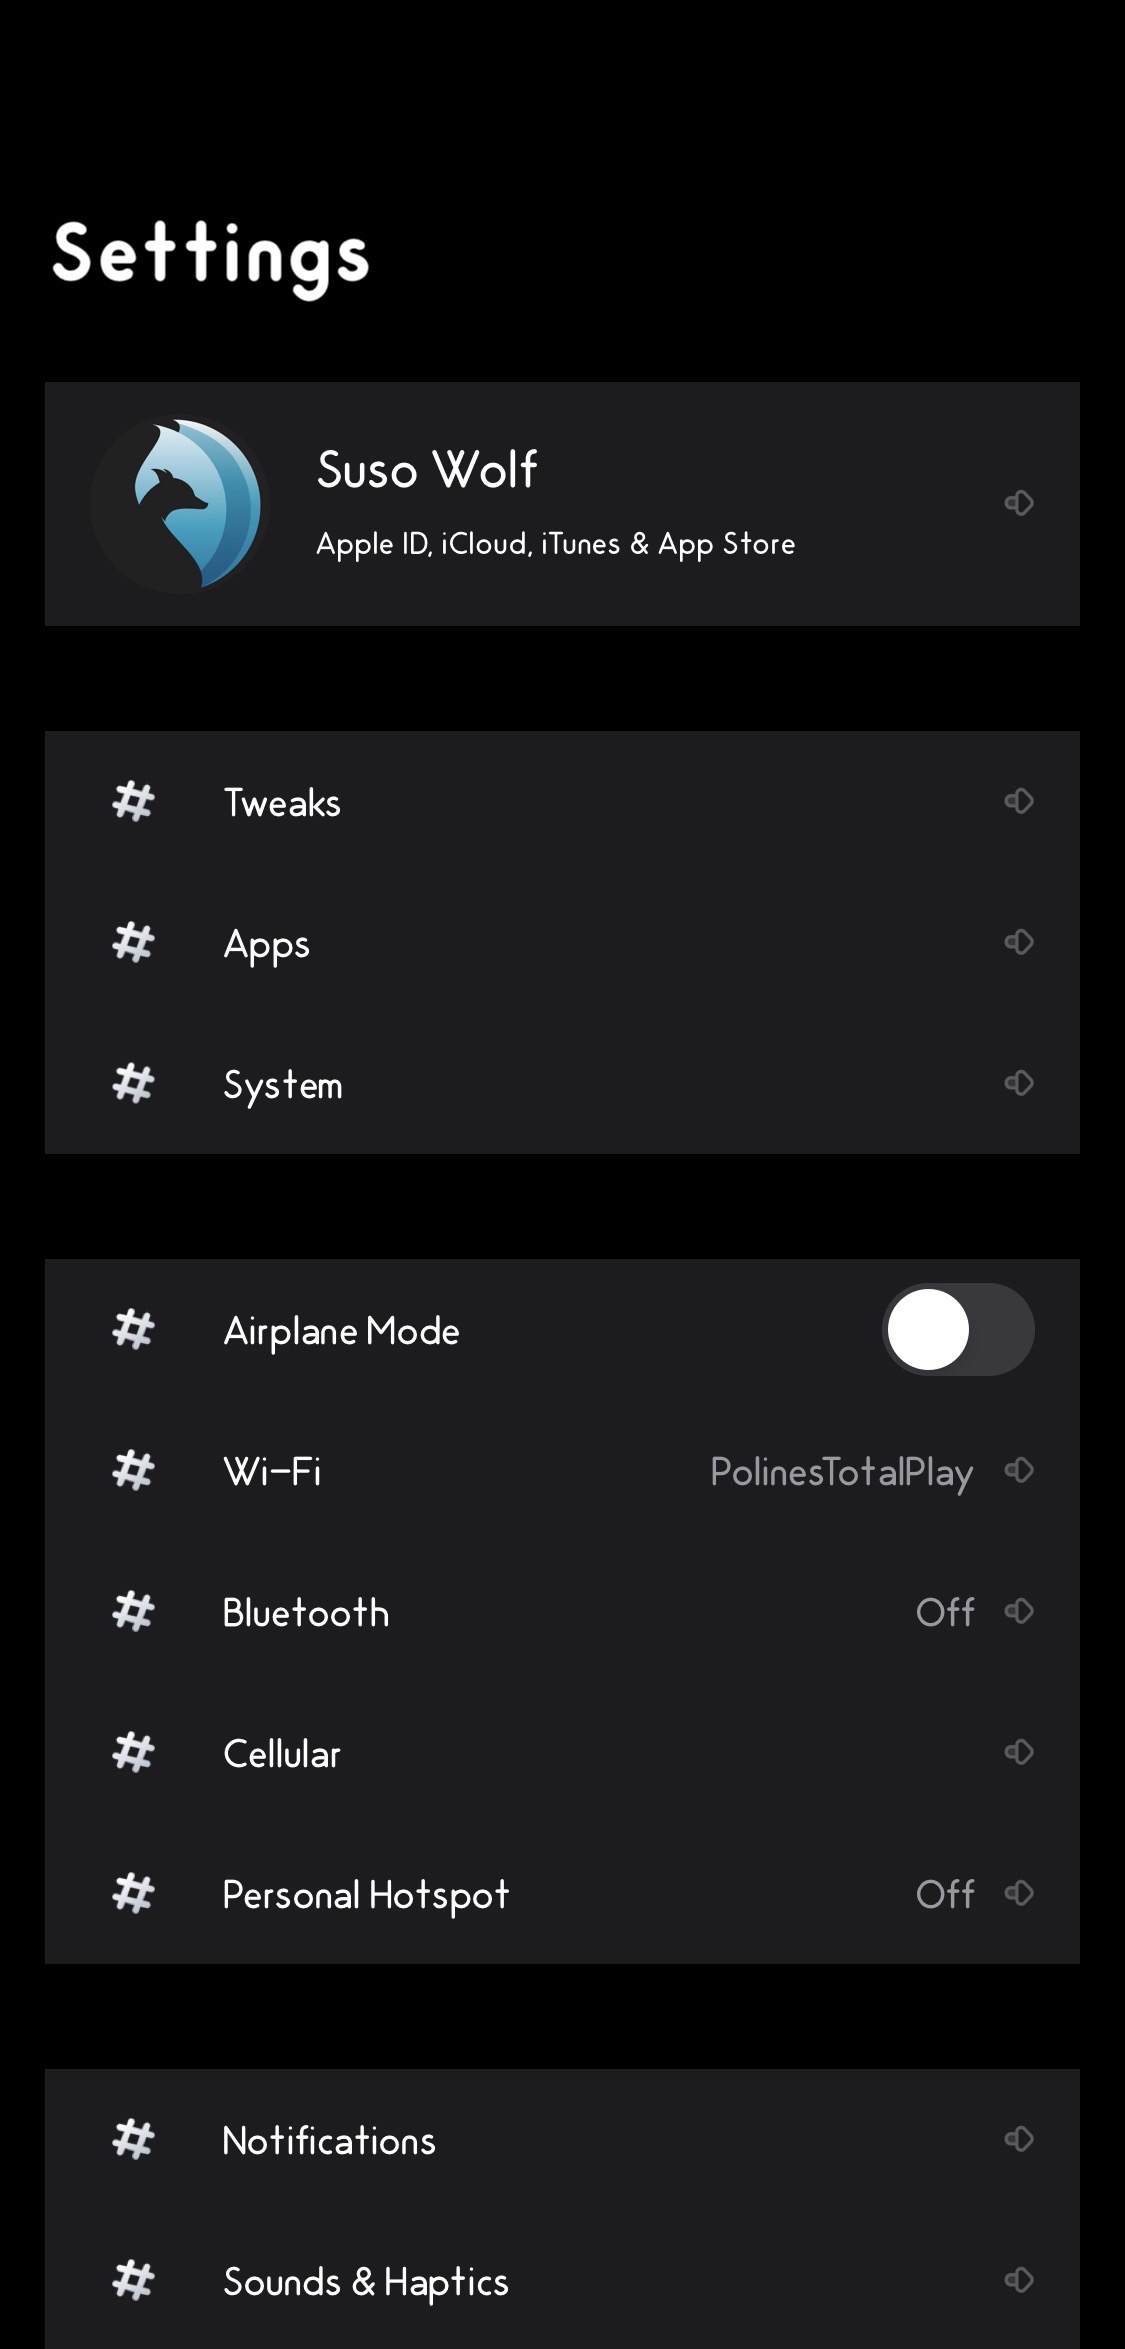 Settings
Suso Wolf
Apple ID, iCloud, iTunes & App Store
Tweaks
Apps
System
Airplane Mode
Wi-Fi PolinesTotalPlay
Bluetooth Off
Cellular
Personal Hotspot Off
Notifications
Sounds & Haptics